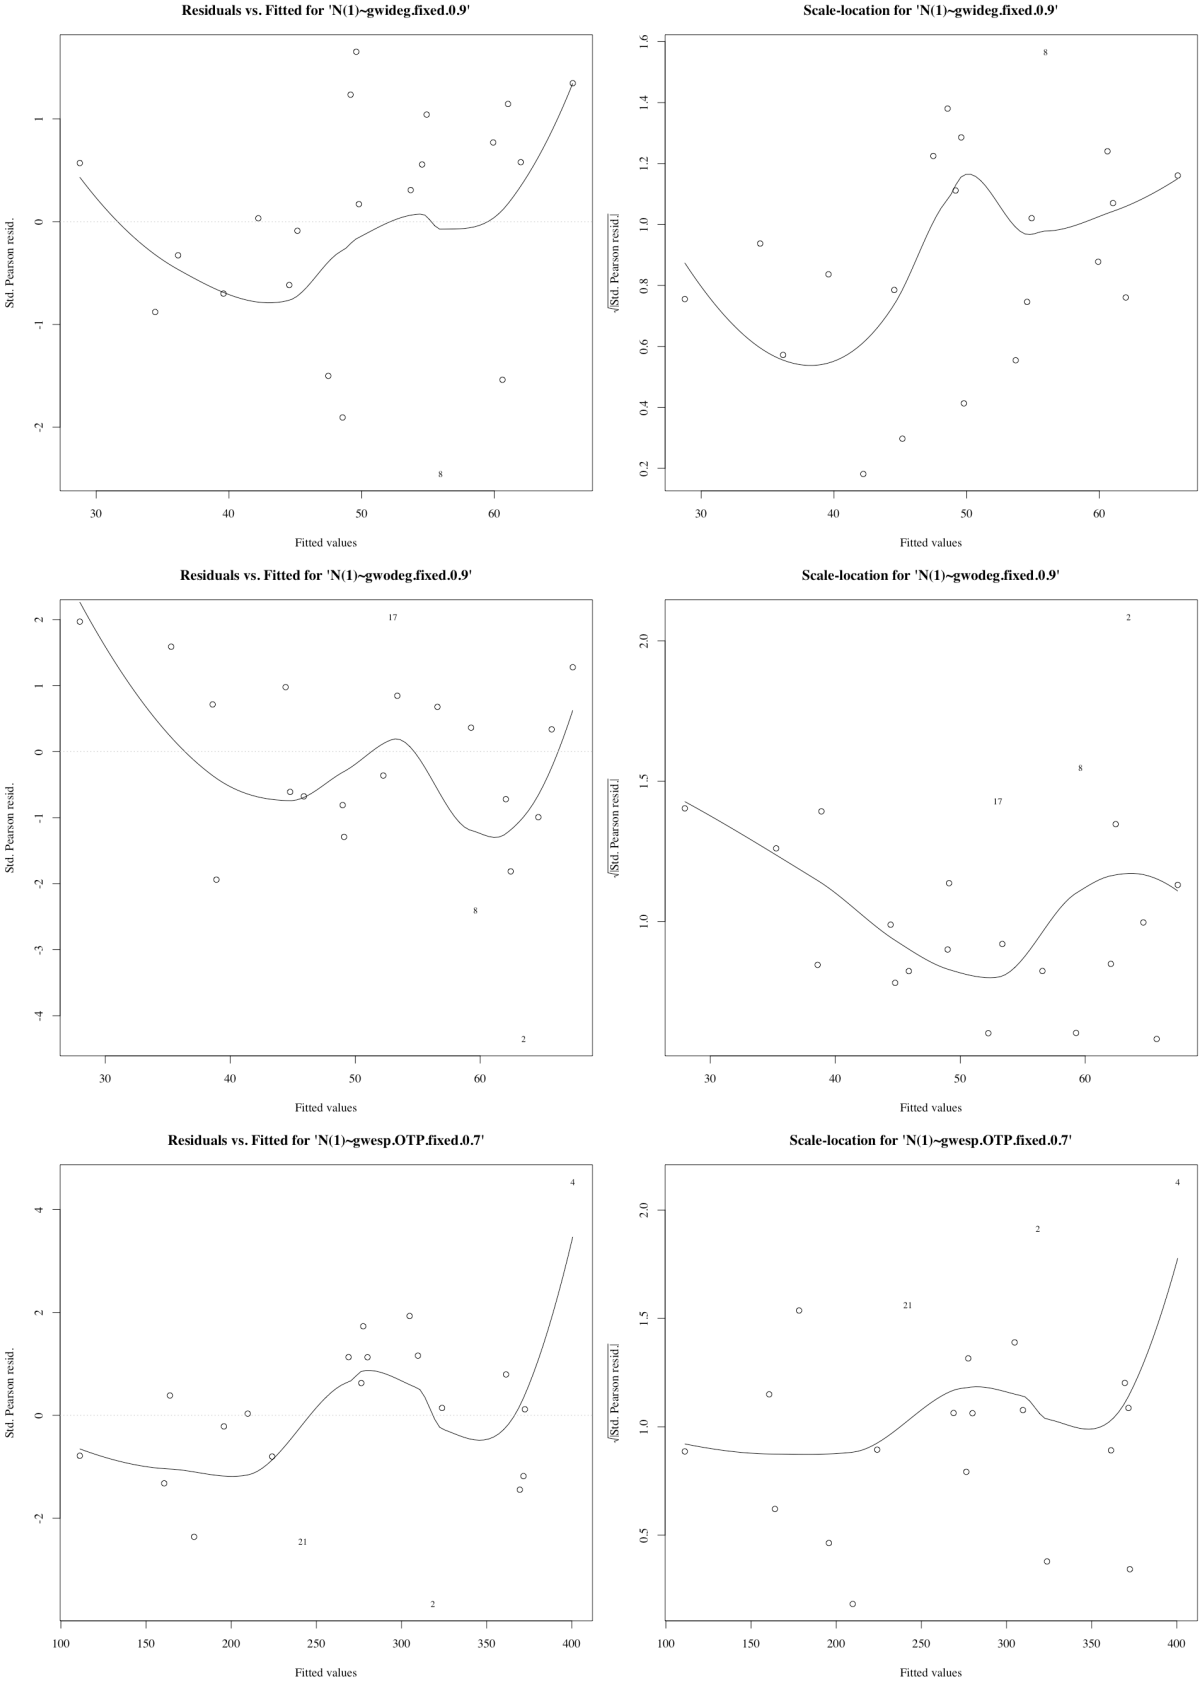 Residuals vs. Fitted for 'N(1)~gwideg.fixed.0.9'
Std. Pearson resid.
1
0
-1
-2
8
30 40 50 60
Fitted values
Scale-location for 'N(1)~gwideg.fixed.0.9'
√|Std. Pearson resid.|
1.6
1.4
1.2
1.0
0.8
0.6
0.4
0.2
8
30 40 50 60
Fitted values
Residuals vs. Fitted for 'N(1)~gwodeg.fixed.0.9'
Std. Pearson resid.
2
1
0
-1
-2
-3
-4
17
8
2
30 40 50 60
Fitted values
Scale-location for 'N(1)~gwodeg.fixed.0.9'
√|Std. Pearson resid.|
2.0
1.5
1.0
2
8
17
30 40 50 60
Fitted values
Residuals vs. Fitted for 'N(1)~gwesp.OTP.fixed.0.7'
Std. Pearson resid.
4
2
0
-2
4
21
2
100 150 200 250 300 350 400
Fitted values
Scale-location for 'N(1)~gwesp.OTP.fixed.0.7'
√|Std. Pearson resid.|
2.0
1.5
1.0
0.5
4
2
21
100 150 200 250 300 350 400
Fitted values